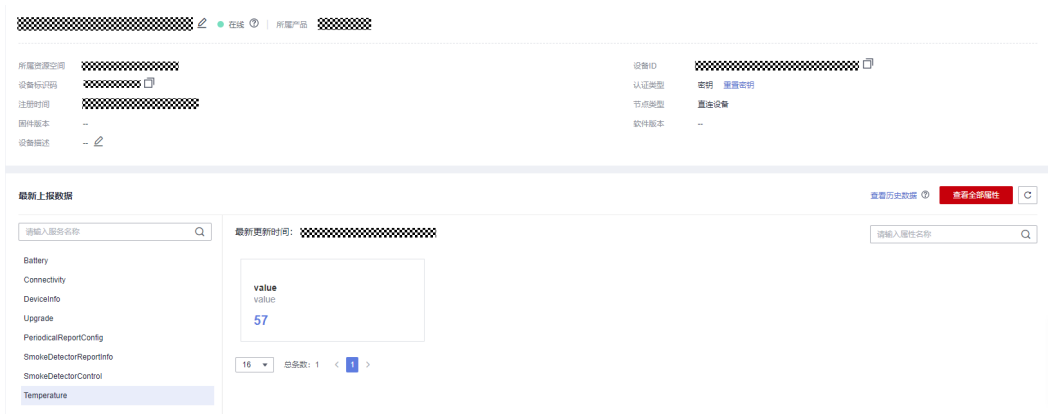 在线 所属产品
所属资源空间
设备ID
设备标识码
认证类型 密钥 重置密钥
注册时间
节点类型 直连设备
固件版本 --
软件版本 --
设备描述 --
最新上报数据
查看历史数据 查看全部属性
请输入服务名称
最新更新时间：
请输入属性名称
Battery
Connectivity
DeviceInfo
Upgrade
PeriodicalReportConfig
SmokeDetectorReportInfo
SmokeDetectorControl
Temperature
value
value
57
16 总条数: 1 < 1 >